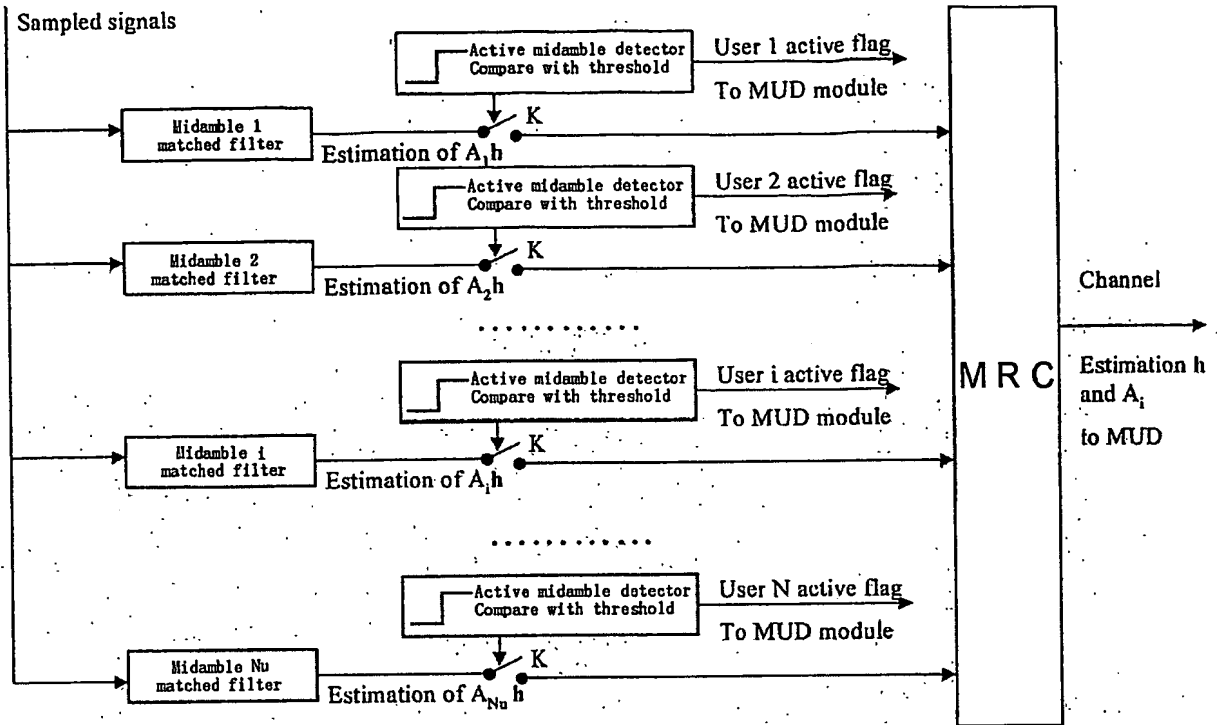 Sampled signals
Active midamble detector
Compare with threshold
User 1 active flag
To MUD module
K
Midamble 1
matched filter
Estimation of A₁h
Active midamble detector
Compare with threshold
User 2 active flag
To MUD module
K
Midamble 2
matched filter
Estimation of A₂h
............
Channel
Active midamble detector
Compare with threshold
User i active flag
To MUD module
MRC
Estimation h
and Aᵢ
to MUD
K
Midamble i
matched filter
Estimation of Aᵢh
............
Active midamble detector
Compare with threshold
User N active flag
To MUD module
K
Midamble Nu
matched filter
Estimation of A_Nu h